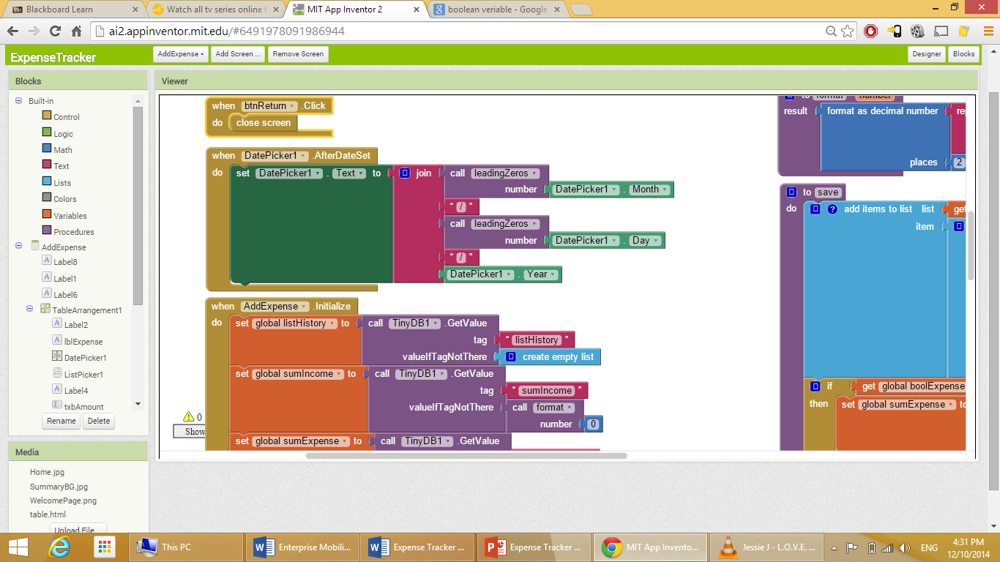 Blackboard Learn
Watch all tv series online f
MIT App Inventor 2
boolean veriable - Google
ai2.appinventor.mit.edu/#6491978091986944
ExpenseTracker
AddExpense
Add Screen ...
Remove Screen
Designer
Blocks
Blocks
Viewer
Built-in
Control
Logic
Math
Text
Lists
Colors
Variables
Procedures
AddExpense
Label8
Label1
Label6
TableArrangement1
Label2
lblExpense
DatePicker1
ListPicker1
Label4
txbAmount
Rename
Delete
Media
Home.jpg
SummaryBG.jpg
WelcomePage.png
table.html
Upload File
when btnReturn .Click
do close screen
when DatePicker1 .AfterDateSet
do set DatePicker1 . Text to join call leadingZeros
number DatePicker1 . Month
" / "
call leadingZeros
number DatePicker1 . Day
" / "
DatePicker1 . Year
when AddExpense .Initialize
do set global listHistory to call TinyDB1 .GetValue
tag " listHistory "
valueIfTagNotThere create empty list
set global sumIncome to call TinyDB1 .GetValue
tag " sumIncome "
valueIfTagNotThere call format
number 0
set global sumExpense to call TinyDB1 .GetValue
0
Show
to format number
result format as decimal number
places 2
to save
do ? add items to list list get
item
if get global boolExpense
then set global sumExpense to
This PC
Enterprise Mobili...
Expense Tracker ...
Expense Tracker ...
MIT App Invento...
Jessie J - L.O.V.E. ...
ENG
4:31 PM
12/10/2014